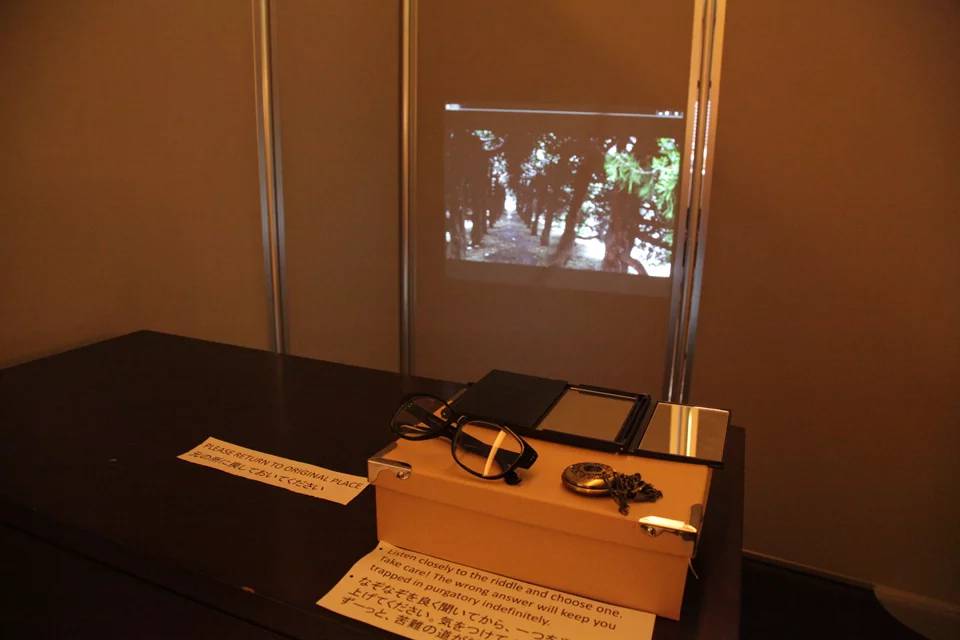 PLEASE RETURN TO ORIGINAL PLACE
元の所に戻しておいてください
• Listen closely to the riddle and choose one.
Take care! The wrong answer will keep you
trapped in purgatory indefinitely.
• なぞなぞを良く聞いてから、一つを
上げてください。気をつけて
ずーっと、苦難の道が